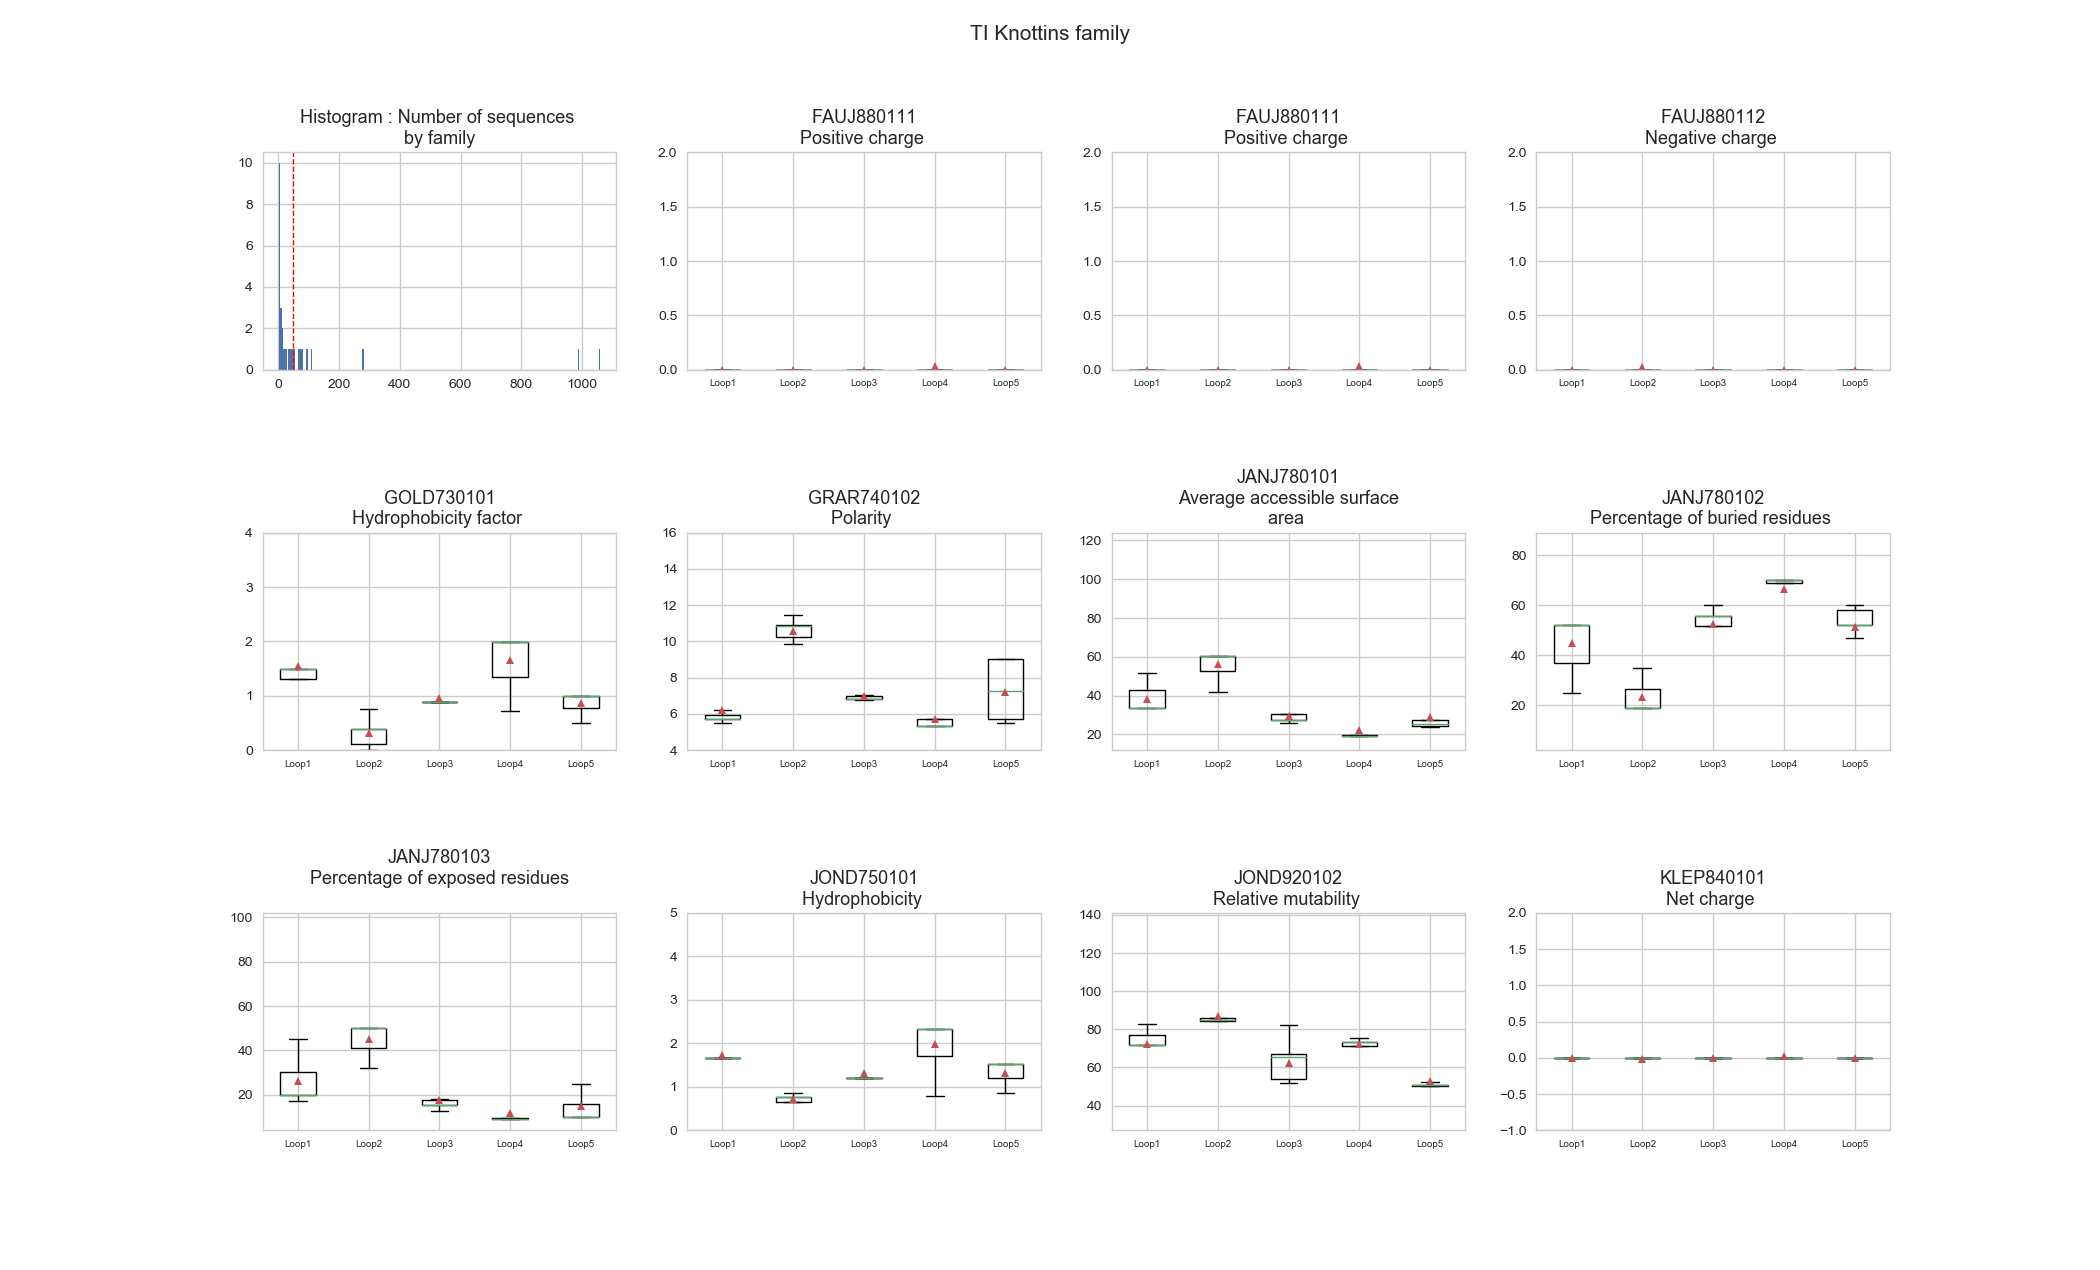 TI Knottins family
Histogram : Number of sequences
by family
10
8
6
4
2
0
0 200 400 600 800 1000
FAUJ880111
Positive charge
2.0
1.5
1.0
0.5
0.0
Loop1 Loop2 Loop3 Loop4 Loop5
FAUJ880111
Positive charge
2.0
1.5
1.0
0.5
0.0
Loop1 Loop2 Loop3 Loop4 Loop5
FAUJ880112
Negative charge
2.0
1.5
1.0
0.5
0.0
Loop1 Loop2 Loop3 Loop4 Loop5
GOLD730101
Hydrophobicity factor
4
3
2
1
0
Loop1 Loop2 Loop3 Loop4 Loop5
GRAR740102
Polarity
16
14
12
10
8
6
4
Loop1 Loop2 Loop3 Loop4 Loop5
JANJ780101
Average accessible surface
area
120
100
80
60
40
20
Loop1 Loop2 Loop3 Loop4 Loop5
JANJ780102
Percentage of buried residues
80
60
40
20
Loop1 Loop2 Loop3 Loop4 Loop5
JANJ780103
Percentage of exposed residues
100
80
60
40
20
Loop1 Loop2 Loop3 Loop4 Loop5
JOND750101
Hydrophobicity
5
4
3
2
1
0
Loop1 Loop2 Loop3 Loop4 Loop5
JOND920102
Relative mutability
140
120
100
80
60
40
Loop1 Loop2 Loop3 Loop4 Loop5
KLEP840101
Net charge
2.0
1.5
1.0
0.5
0.0
−0.5
−1.0
Loop1 Loop2 Loop3 Loop4 Loop5